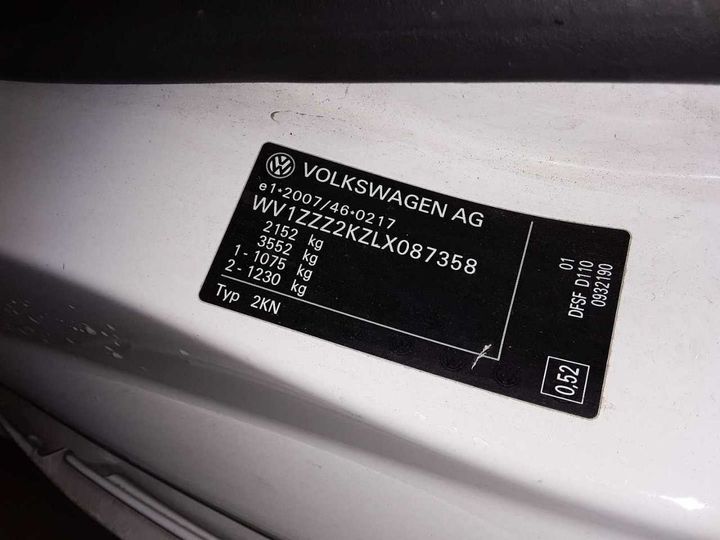 VOLKSWAGEN AG
e1*2007/46*0217
WV1ZZZ2KZLX087358
2152 kg
3552 kg
1 - 1075 kg
2 - 1230 kg
Typ 2KN
01
DFSF D110
0932190
0,52